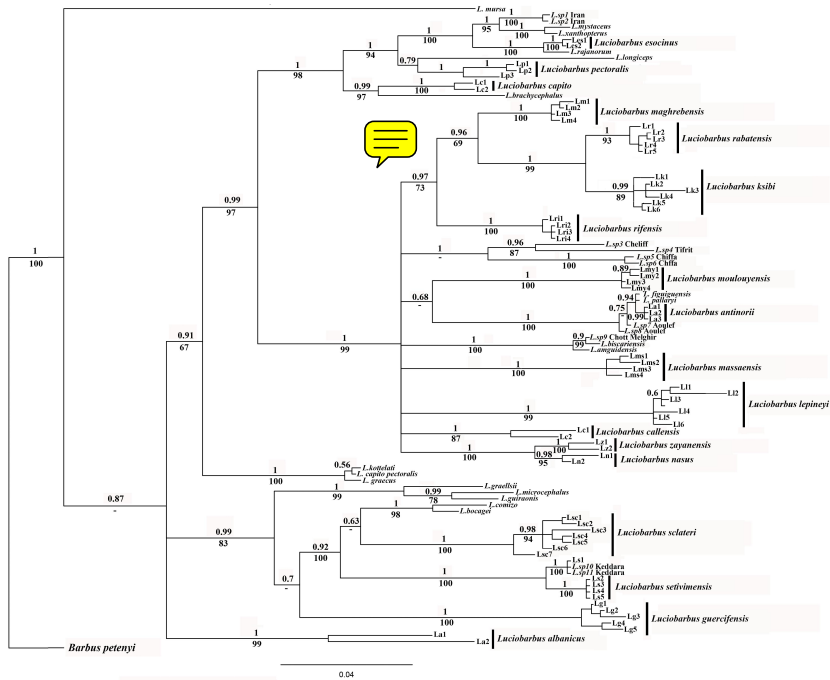 L. mursa
1
95
1
100
L.sp1 Iran
L.sp2 Iran
L.mystaceus
L.xanthopterus
1
100
1
100
1
100
Les1
Les2
Luciobarbus esocinus
L.rajanorum
1
94
0.79
L.longiceps
1
1
Lp1
Lp2
Lp3
Luciobarbus pectoralis
1
98
0.99
97
1
100
Lc1
Lc2
Luciobarbus capito
L.brachycephalus
1
100
Lm1
Lm2
Lm3
Lm4
Luciobarbus maghrebensis
0.96
69
1
93
Lr1
Lr2
Lr3
Lr4
Lr5
Luciobarbus rabatensis
1
99
0.97
73
0.99
89
Lk1
Lk2
Lk3
Lk4
Lk5
Lk6
Luciobarbus ksibi
0.99
97
1
100
Lri1
Lri2
Lri3
Lri4
Luciobarbus rifensis
1
-
0.96
87
L.sp3 Cheliff
L.sp4 Tifrit
1
100
L.sp5 Chiffa
L.sp6 Chffa
1
100
0.68
-
1
100
0.89
Lmy1
Lmy2
Lmy3
Lmy4
Luciobarbus moulouyensis
1
100
0.75
-
0.94
0.99
L. figuiguensis
L. pallaryi
La1
La2
La3
L.sp7 Aoulef
L.sp8 Aoulef
Luciobarbus antinorii
1
99
1
100
0.9
99
L.sp9 Chott Melghir
L.biscariensis
L.amguidensis
0.91
67
1
100
Lms1
Lms2
Lms3
Lms4
Luciobarbus massaensis
1
99
0.6
Ll1
Ll2
Ll3
Ll4
Ll5
Ll6
Luciobarbus lepineyi
1
87
Lc1
Lc2
Luciobarbus callensis
1
100
0.98
95
1
100
Lz1
Lz2
Luciobarbus zayanensis
Ln1
Ln2
Luciobarbus nasus
1
100
0.56
L.kottelati
L. capito pectoralis
L. graecus
0.87
-
1
99
L.graellsii
0.99
78
L.microcephalus
L.guiraonis
0.99
83
0.63
-
1
98
L.comizo
L.bocagei
0.92
100
1
100
0.98
94
Lsc1
Lsc2
Lsc3
Lsc4
Lsc5
Lsc6
Lsc7
Luciobarbus sclateri
0.7
-
1
100
1
100
Ls1
L.sp10 Keddara
L.sp11 Keddara
1
100
Ls2
Ls3
Ls4
Ls5
Luciobarbus setivimensis
1
100
Lg1
Lg2
Lg3
Lg4
Lg5
Luciobarbus guercifensis
1
99
La1
La2
Luciobarbus albanicus
Barbus petenyi
0.04